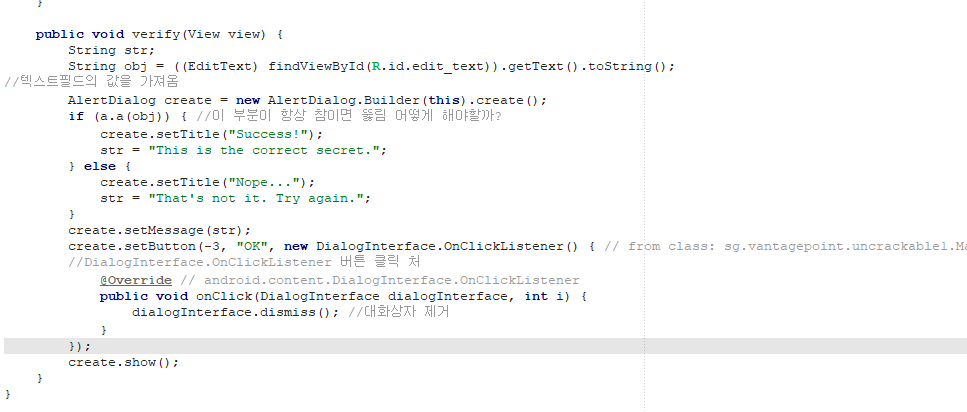 }
public void verify(View view) {
String str;
String obj = ((EditText) findViewById(R.id.edit_text)).getText().toString();
//텍스트필드의 값을 가져옴
AlertDialog create = new AlertDialog.Builder(this).create();
if (a.a(obj)) { //이 부분이 항상 참이면 뚫림 어떻게 해야할까?
create.setTitle("Success!");
str = "This is the correct secret.";
} else {
create.setTitle("Nope...");
str = "That's not it. Try again.";
}
create.setMessage(str);
create.setButton(-3, "OK", new DialogInterface.OnClickListener() { // from class: sg.vantagepoint.uncrackable1.Ma
//DialogInterface.OnClickListener 버튼 클릭 처
@Override // android.content.DialogInterface.OnClickListener
public void onClick(DialogInterface dialogInterface, int i) {
dialogInterface.dismiss(); //대화상자 제거
}
});
create.show();
}
}